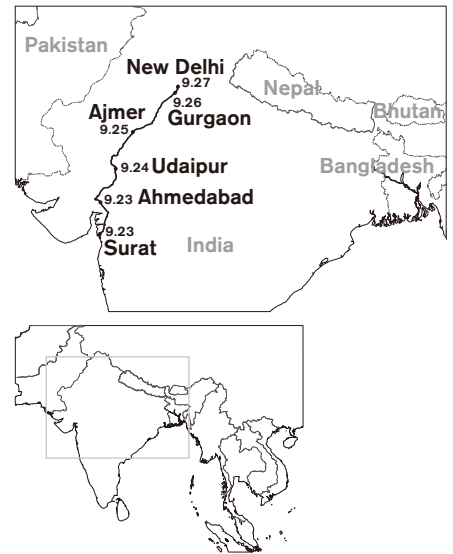 Pakistan
New Delhi
9.27
Nepal
9.26
Gurgaon
Bhutan
Ajmer
9.25
9.24 Udaipur
Bangladesh
9.23 Ahmedabad
9.23
Surat
India